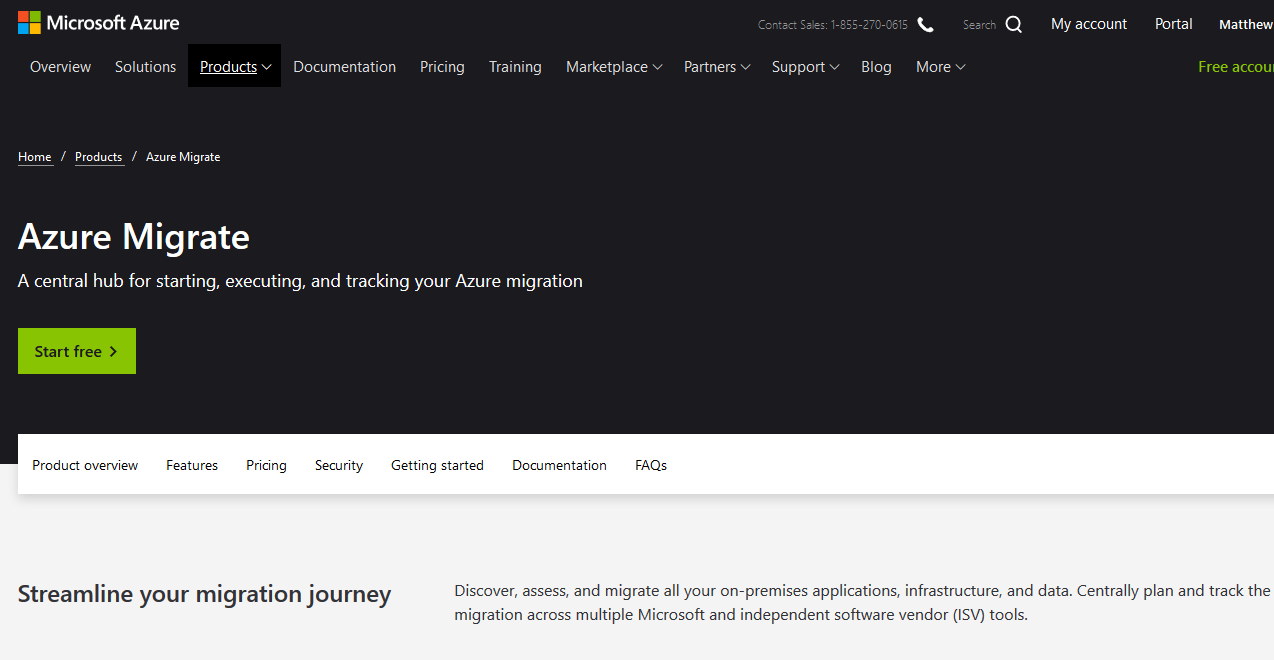 Microsoft Azure
Contact Sales: 1-855-270-0615 Search My account Portal Matthew
Overview Solutions Products Documentation Pricing Training Marketplace Partners Support Blog More Free accou
Home / Products / Azure Migrate
Azure Migrate
A central hub for starting, executing, and tracking your Azure migration
Start free
Product overview Features Pricing Security Getting started Documentation FAQs
Streamline your migration journey
Discover, assess, and migrate all your on-premises applications, infrastructure, and data. Centrally plan and track the
migration across multiple Microsoft and independent software vendor (ISV) tools.